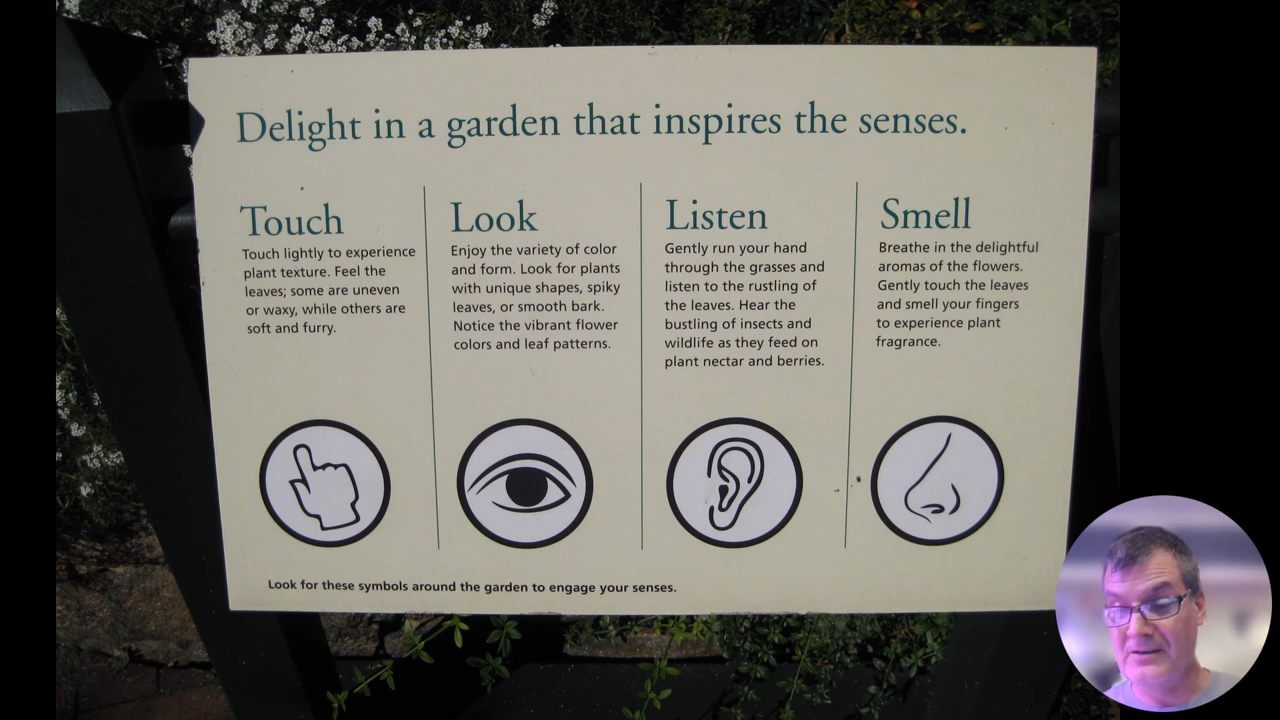 Delight in a garden that inspires the senses.
Touch
Touch lightly to experience
plant texture. Feel the
leaves; some are uneven
or waxy, while others are
soft and furry.
Look
Enjoy the variety of color
and form. Look for plants
with unique shapes, spiky
leaves, or smooth bark.
Notice the vibrant flower
colors and leaf patterns.
Listen
Gently run your hand
through the grasses and
listen to the rustling of
the leaves. Hear the
bustling of insects and
wildlife as they feed on
plant nectar and berries.
Smell
Breathe in the delightful
aromas of the flowers.
Gently touch the leaves
and smell your fingers
to experience plant
fragrance.
Look for these symbols around the garden to engage your senses.